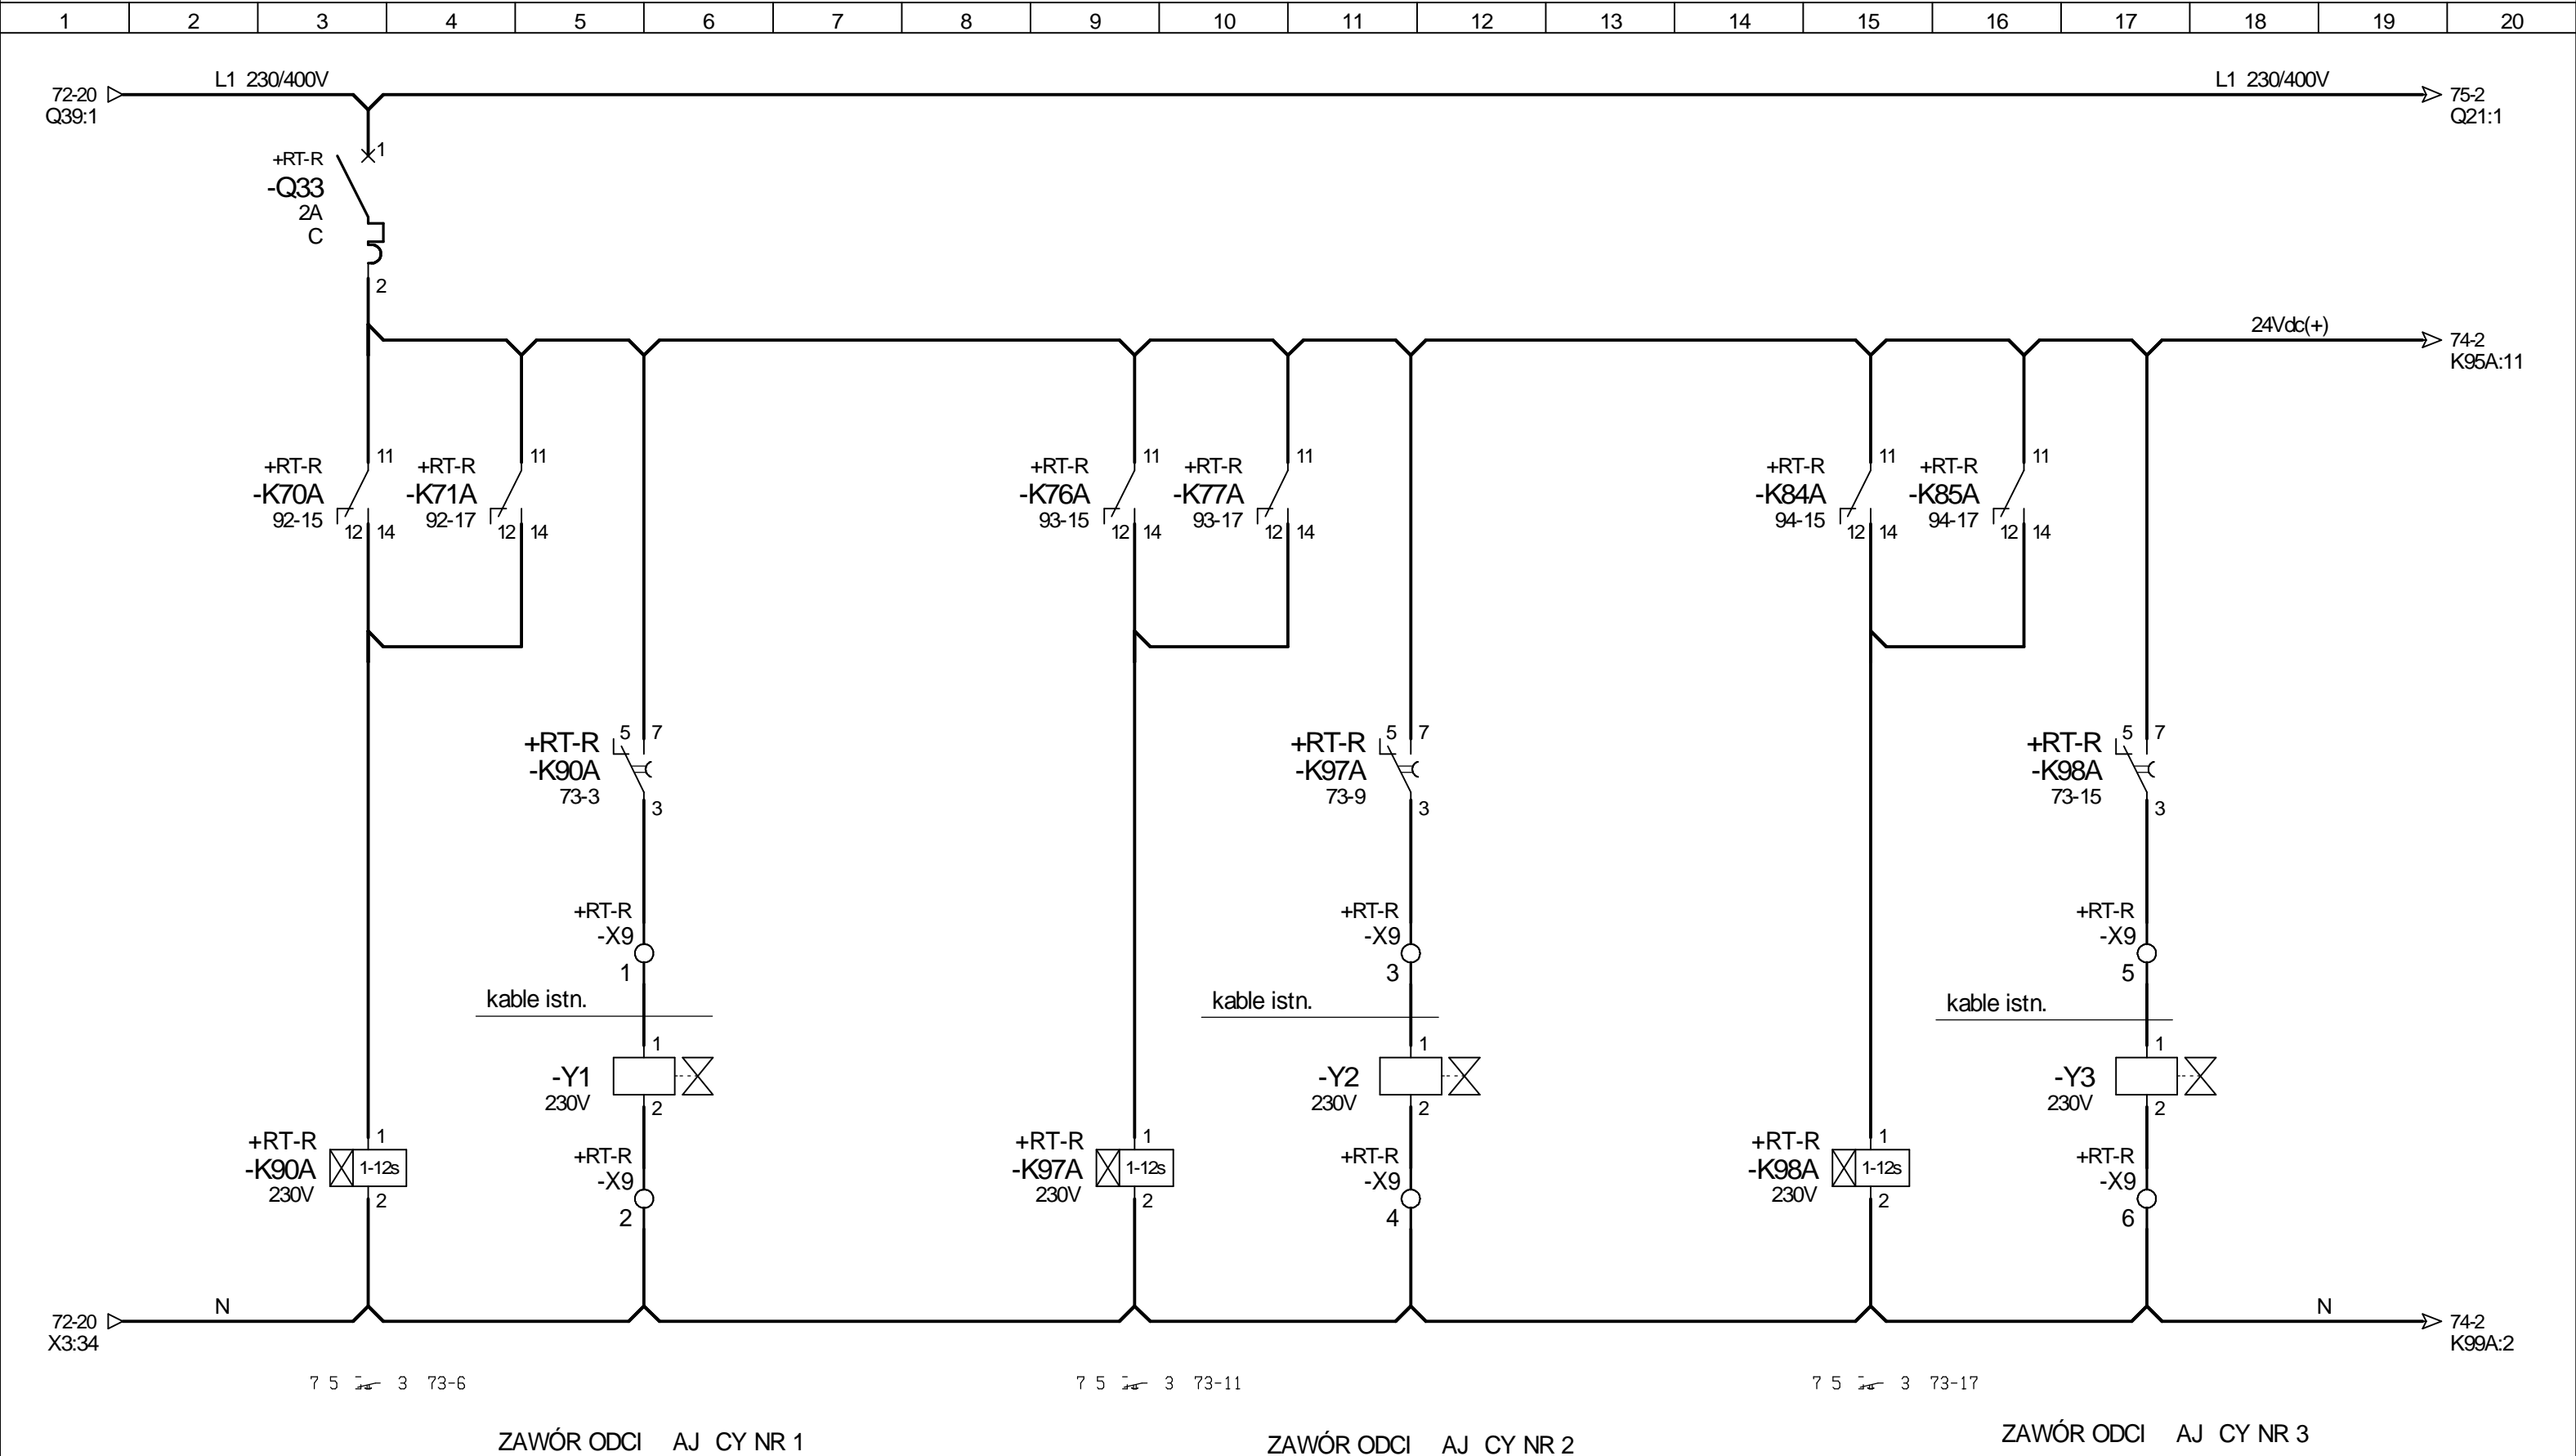 1 2 3 4 5 6 7 8 9 10 11 12 13 14 15 16 17 18 19 20
L1 230/400V
L1 230/400V
72-20
Q39:1
75-2
Q21:1
+RT-R
-Q33
2A
C
1
2
24Vdc(+)
74-2
K95A:11
+RT-R
-K70A
92-15
11
12 14
+RT-R
-K71A
92-17
11
12 14
+RT-R
-K76A
93-15
11
12 14
+RT-R
-K77A
93-17
11
12 14
+RT-R
-K84A
94-15
11
12 14
+RT-R
-K85A
94-17
11
12 14
+RT-R
-K90A
73-3
5 7
3
+RT-R
-K97A
73-9
5 7
3
+RT-R
-K98A
73-15
5 7
3
+RT-R
-X9
1
+RT-R
-X9
3
+RT-R
-X9
5
kable istn.
kable istn.
kable istn.
-Y1
230V
1
2
-Y2
230V
1
2
-Y3
230V
1
2
+RT-R
-K90A
230V
1
1-12s
2
+RT-R
-X9
2
+RT-R
-K97A
230V
1
1-12s
2
+RT-R
-X9
4
+RT-R
-K98A
230V
1
1-12s
2
+RT-R
-X9
6
N
N
72-20
X3:34
74-2
K99A:2
7 5 3 73-6
7 5 3 73-11
7 5 3 73-17
ZAWÓR ODCI AJ CY NR 1
ZAWÓR ODCI AJ CY NR 2
ZAWÓR ODCI AJ CY NR 3